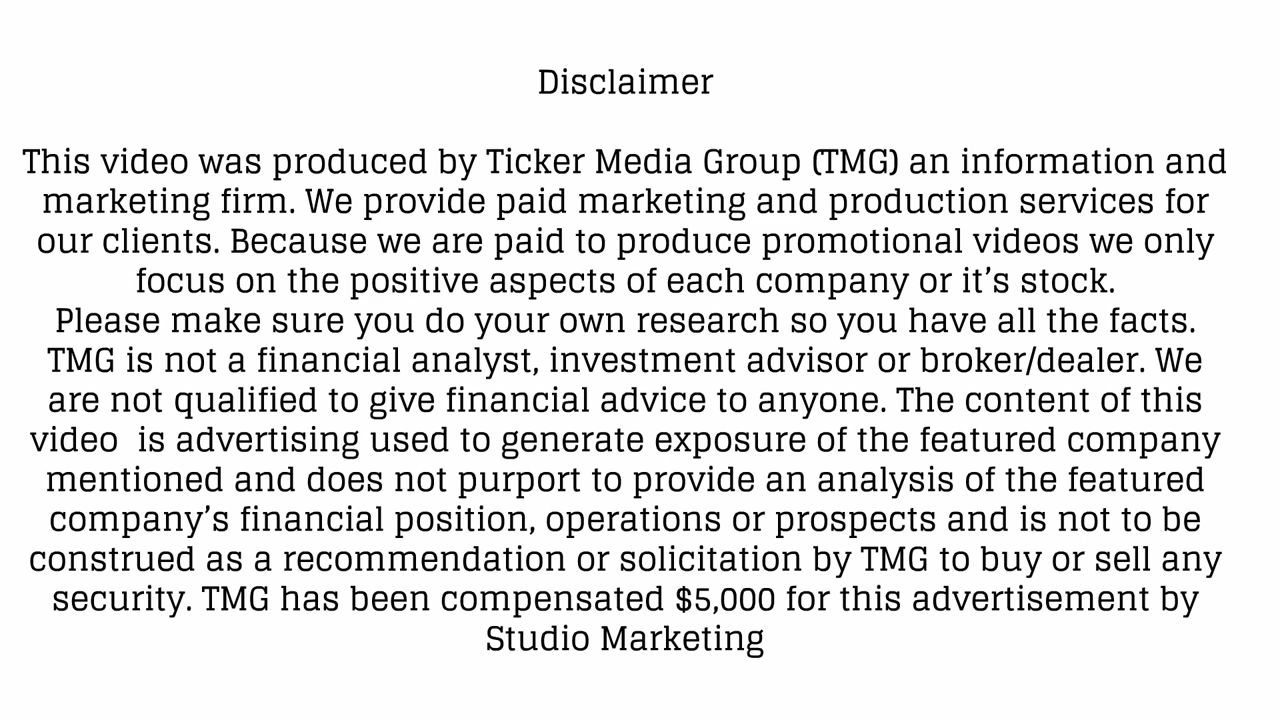 Disclaimer
This video was produced by Ticker Media Group (TMG) an information and
marketing firm. We provide paid marketing and production services for
our clients. Because we are paid to produce promotional videos we only
focus on the positive aspects of each company or it’s stock.
Please make sure you do your own research so you have all the facts.
TMG is not a financial analyst, investment advisor or broker/dealer. We
are not qualified to give financial advice to anyone. The content of this
video  is advertising used to generate exposure of the featured company
mentioned and does not purport to provide an analysis of the featured
company’s financial position, operations or prospects and is not to be
construed as a recommendation or solicitation by TMG to buy or sell any
security. TMG has been compensated $5,000 for this advertisement by
Studio Marketing